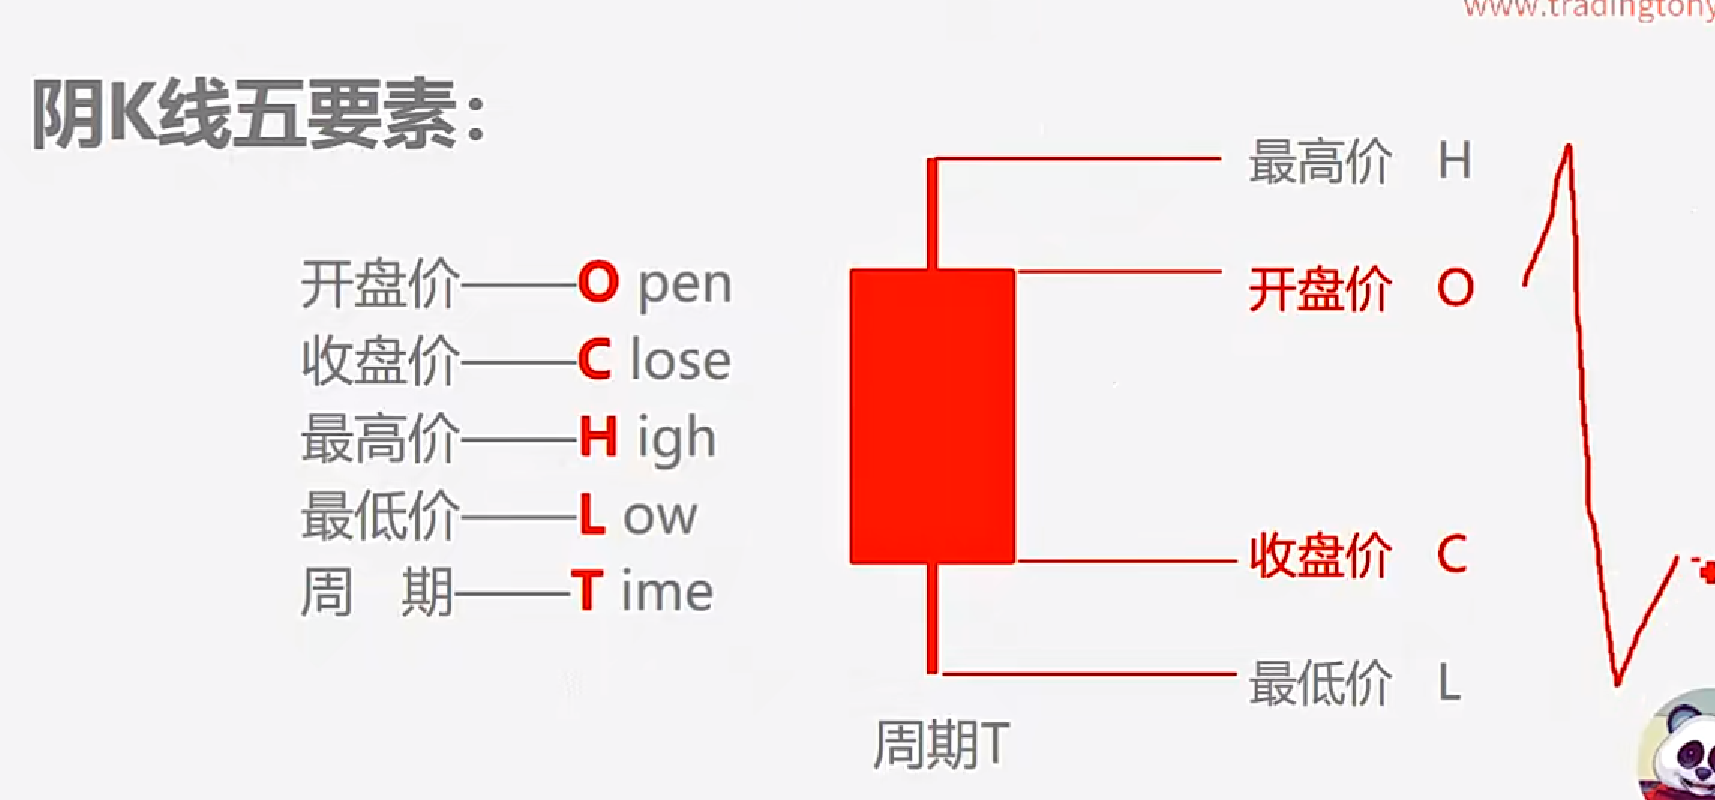 www.tradingtony
阴K线五要素：
开盘价——O pen
收盘价——C lose
最高价——H igh
最低价——L ow
周 期——T ime
最高价 H
开盘价 O
收盘价 C
最低价 L
周期T